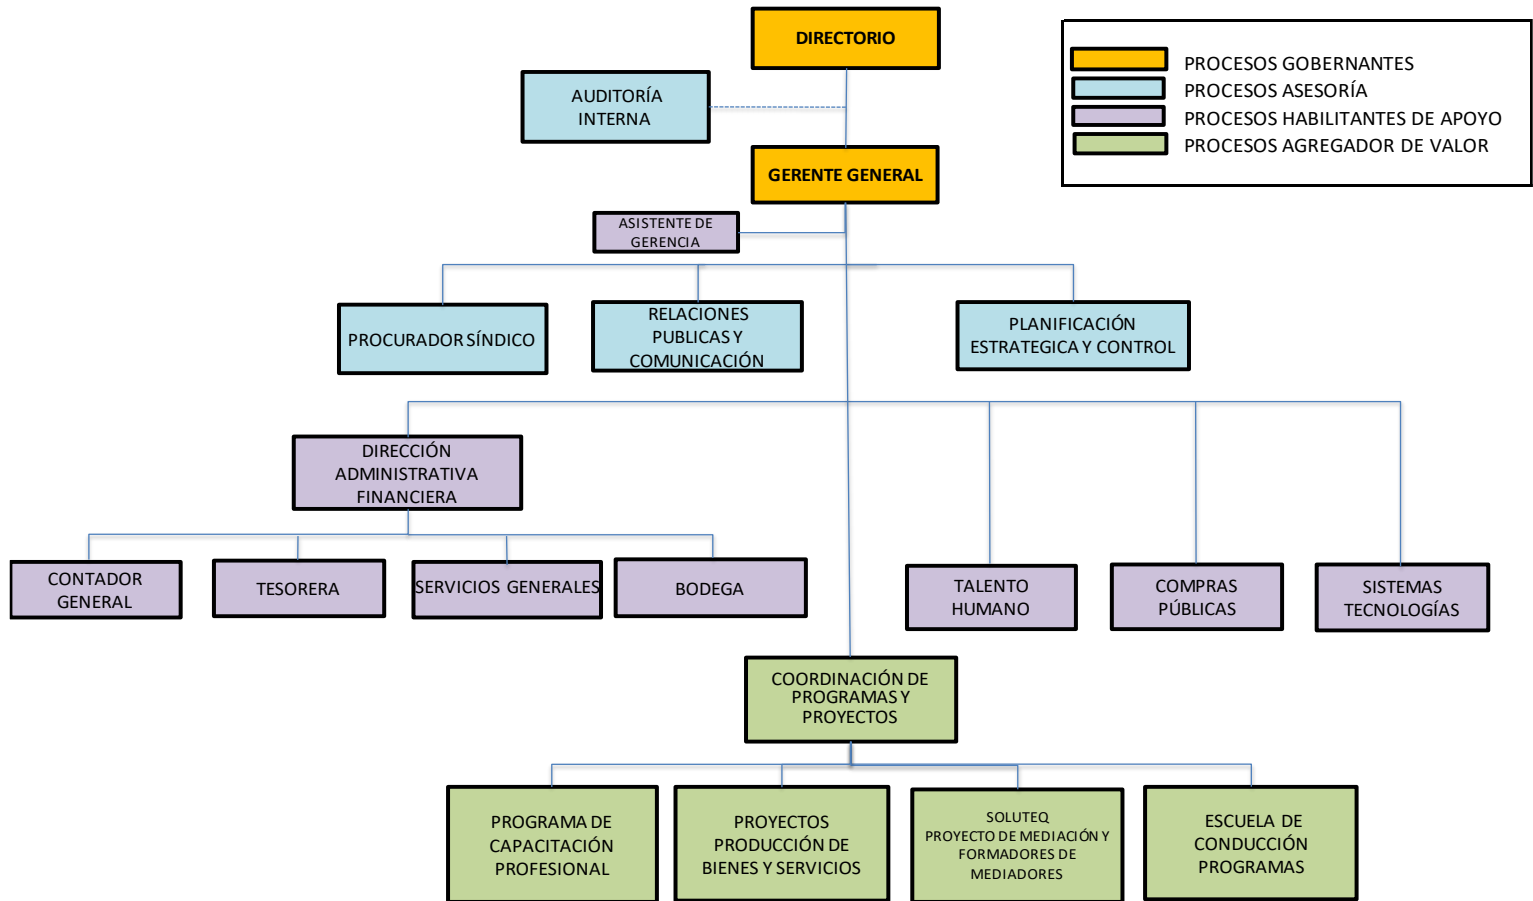 DIRECTORIO
PROCESOS GOBERNANTES
PROCESOS ASESORÍA
PROCESOS HABILITANTES DE APOYO
PROCESOS AGREGADOR DE VALOR
AUDITORÍA
INTERNA
GERENTE GENERAL
ASISTENTE DE
GERENCIA
PROCURADOR SÍNDICO
RELACIONES
PUBLICAS Y
COMUNICACIÓN
PLANIFICACIÓN
ESTRATEGICA Y CONTROL
DIRECCIÓN
ADMINISTRATIVA
FINANCIERA
CONTADOR
GENERAL
TESORERA
SERVICIOS GENERALES
BODEGA
TALENTO
HUMANO
COMPRAS
PÚBLICAS
SISTEMAS
TECNOLOGÍAS
COORDINACIÓN DE
PROGRAMAS Y
PROYECTOS
PROGRAMA DE
CAPACITACIÓN
PROFESIONAL
PROYECTOS
PRODUCCIÓN DE
BIENES Y SERVICIOS
SOLUTEQ
PROYECTO DE MEDIACIÓN Y
FORMADORES DE
MEDIADORES
ESCUELA DE
CONDUCCIÓN
PROGRAMAS